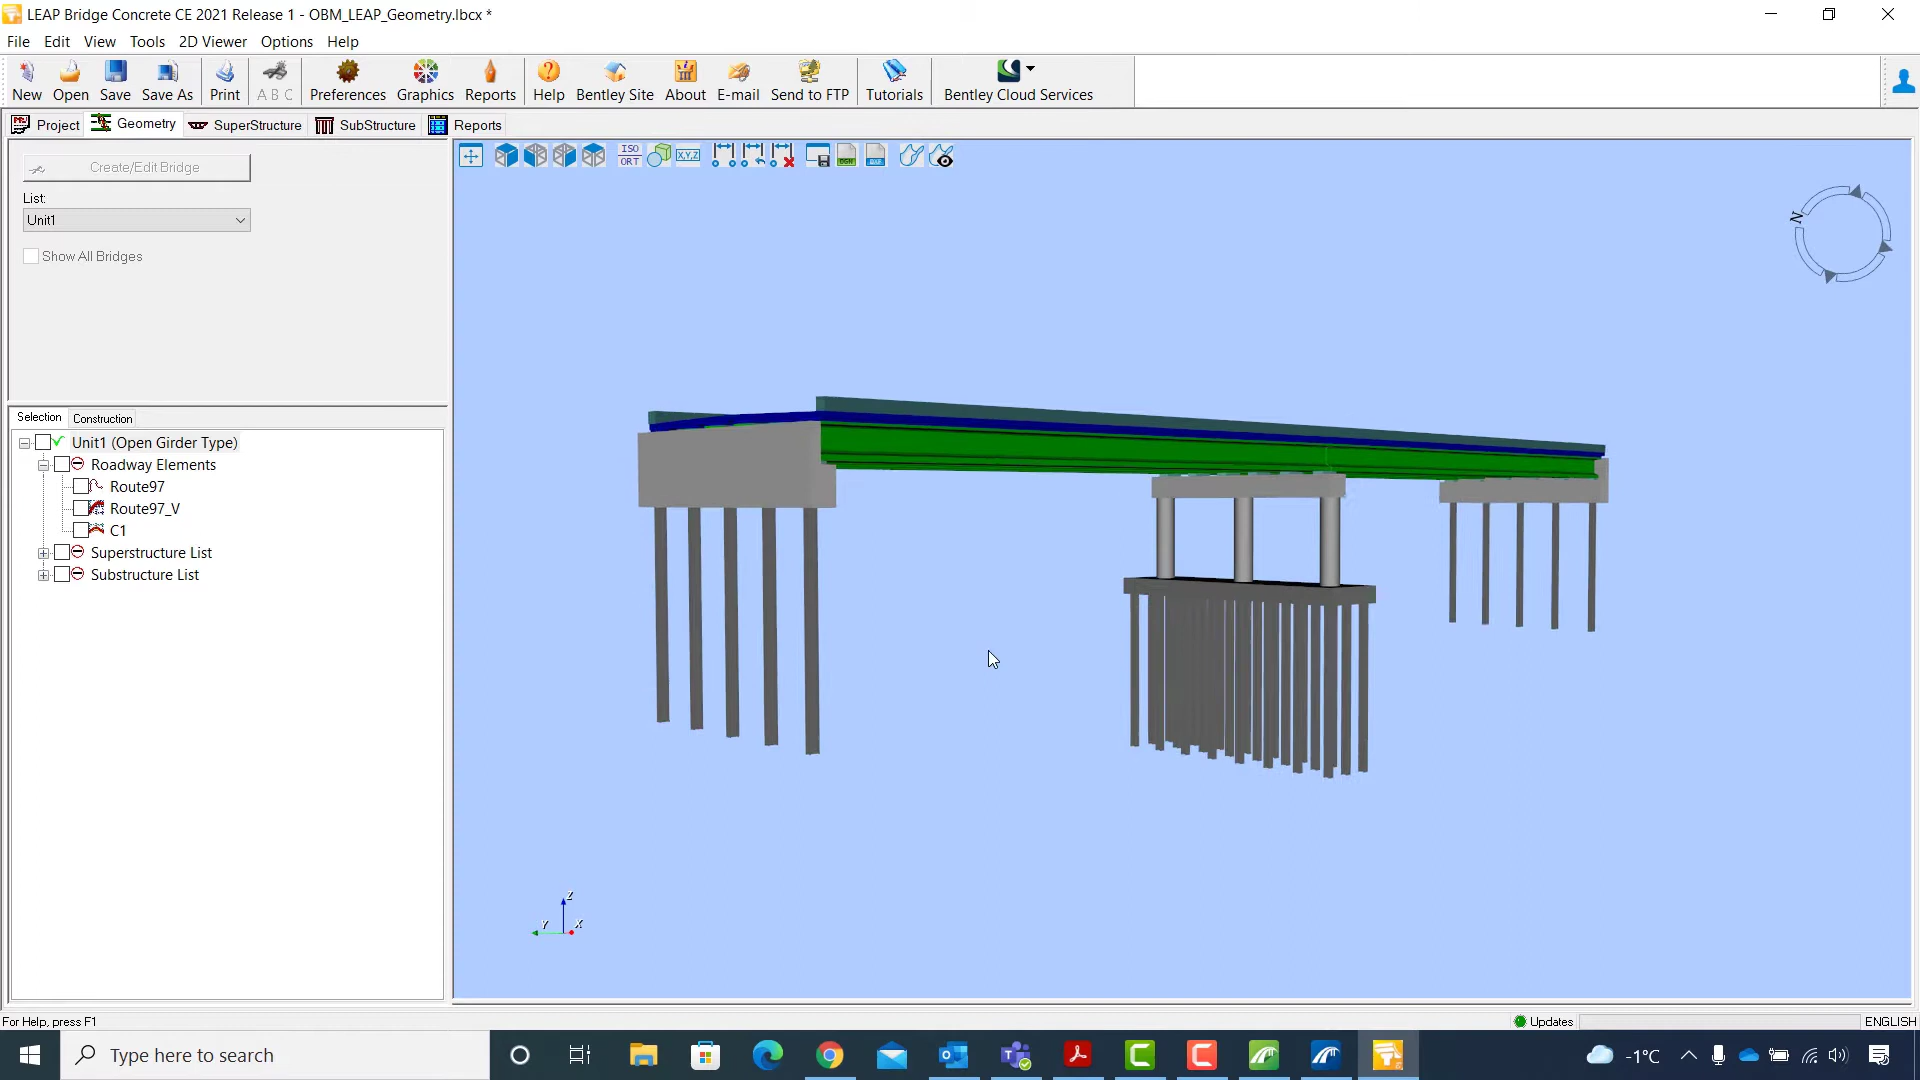 LEAP Bridge Concrete CE 2021 Release 1 - OBM_LEAP_Geometry.lbcx *
File Edit View Tools 2D Viewer Options Help
New Open Save Save As Print A B C Preferences Graphics Reports Help Bentley Site About E-mail Send to FTP Tutorials Bentley Cloud Services
Project Geometry SuperStructure SubStructure Reports
Create/Edit Bridge
List:
Unit1
Show All Bridges
ISO
ORT
X,Y,Z
DGN
N
Selection Construction
Unit1 (Open Girder Type)
Roadway Elements
Route97
Route97_V
C1
Superstructure List
Substructure List
Z
Y X
For Help, press F1
Updates
ENGLISH
Type here to search
-1°C